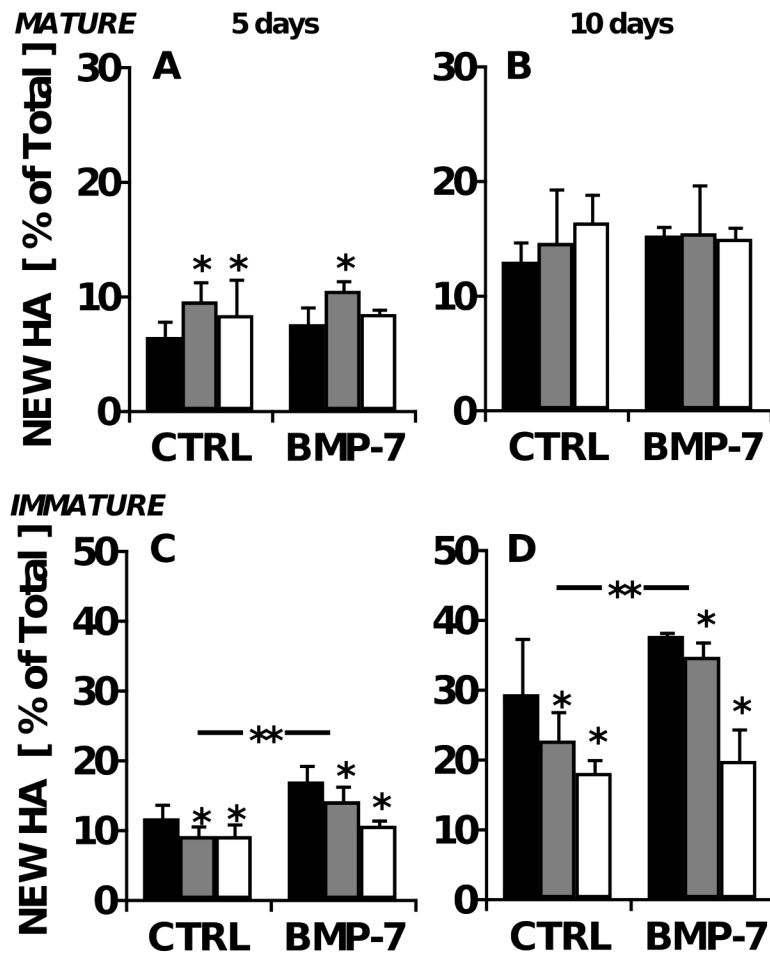 MATURE 5 days 10 days
NEW HA [ % of Total ]
30
20
10
0
A
* * *
CTRL BMP-7
30
20
10
0
B
CTRL BMP-7
IMMATURE
NEW HA [ % of Total ]
50
40
30
20
10
0
C
**
* * * *
CTRL BMP-7
50
40
30
20
10
0
D
**
* * * *
CTRL BMP-7